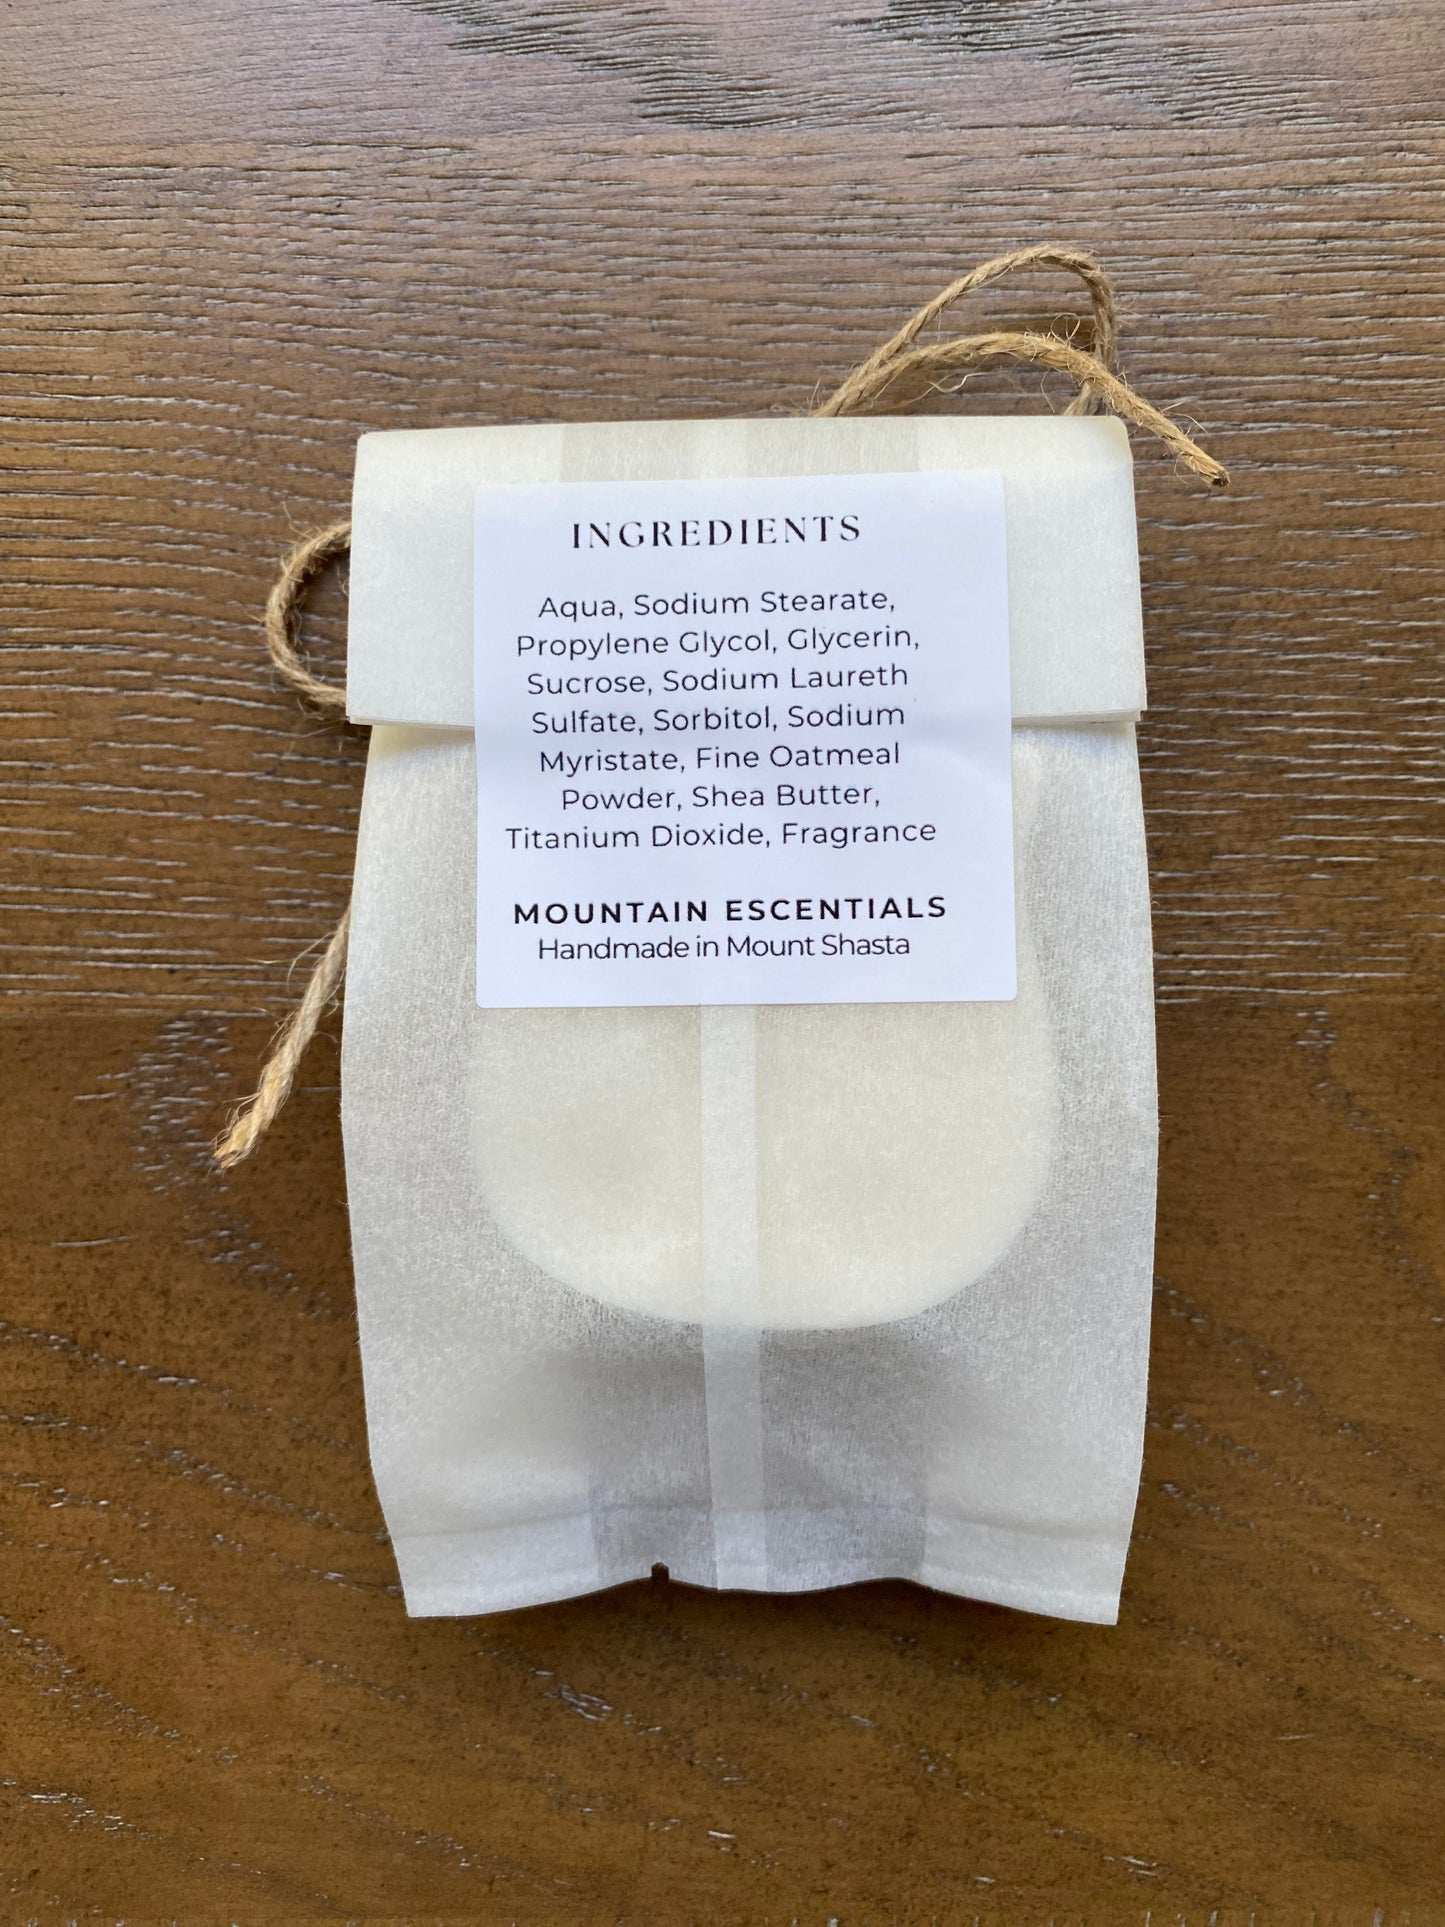 INGREDIENTS
Aqua, Sodium Stearate,
Propylene Glycol, Glycerin,
Sucrose, Sodium Laureth
Sulfate, Sorbitol, Sodium
Myristate, Fine Oatmeal
Powder, Shea Butter,
Titanium Dioxide, Fragrance
MOUNTAIN ESCENTIALS
Handmade in Mount Shasta